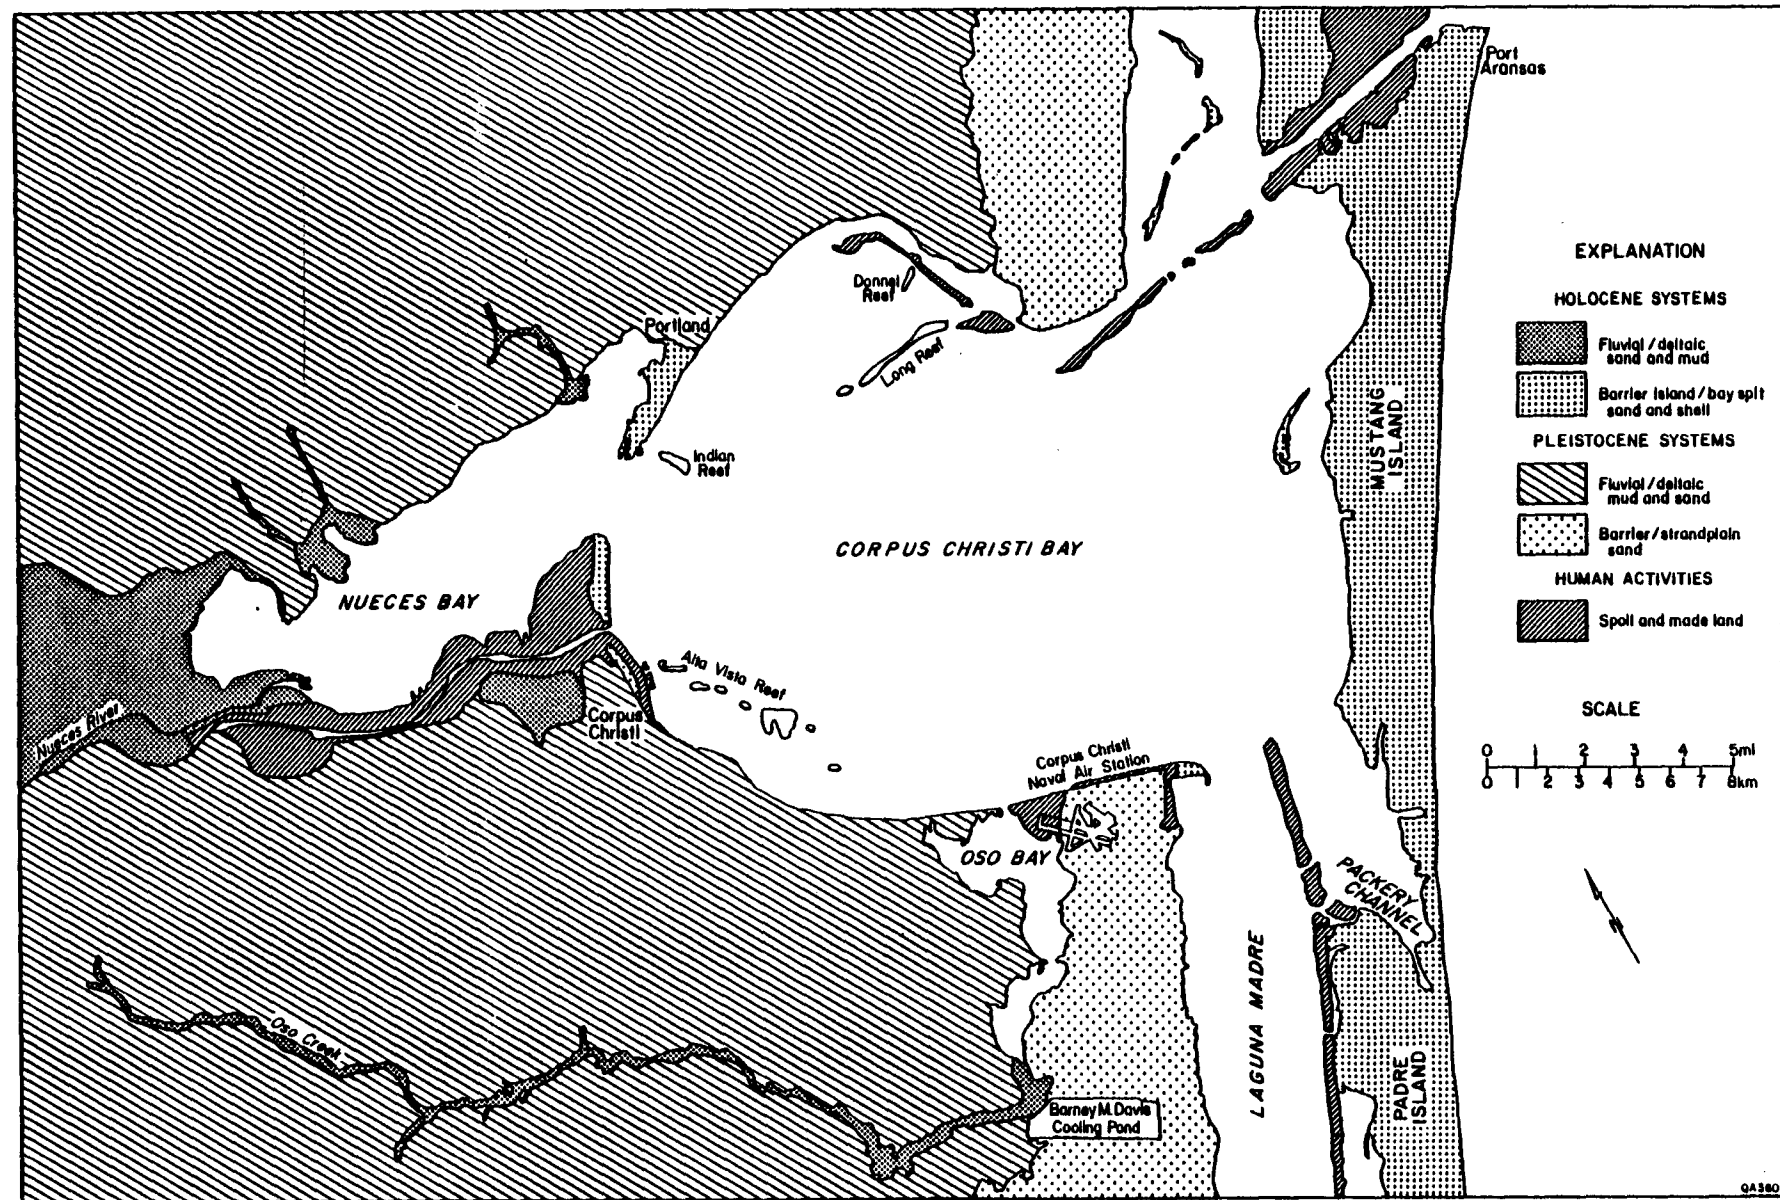 Port
Aransas
Donnel
Reef
Portland
Long Reef
Indian
Reef
MUSTANG
ISLAND
CORPUS CHRISTI BAY
NUECES BAY
Alta Vista Reef
Nueces River
Corpus
Christi
Corpus Christi
Naval Air Station
OSO BAY
PACKERY
CHANNEL
LAGUNA MADRE
Oso Creek
PADRE
ISLAND
Barney M. Davis
Cooling Pond
EXPLANATION
HOLOCENE SYSTEMS
Fluvial/deltaic
sand and mud
Barrier island/bay spit
sand and shell
PLEISTOCENE SYSTEMS
Fluvial/deltaic
mud and sand
Barrier/strandplain
sand
HUMAN ACTIVITIES
Spoil and made land
SCALE
0 1 2 3 4 5mi
0 1 2 3 4 5 6 7 8km
N
QA360